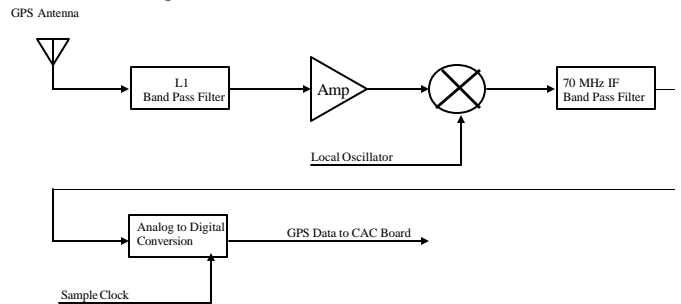 GPS Antenna
L1
Band Pass Filter
Amp
70 MHz IF
Band Pass Filter
Local Oscillator
Analog to Digital
Conversion
GPS Data to CAC Board
Sample Clock